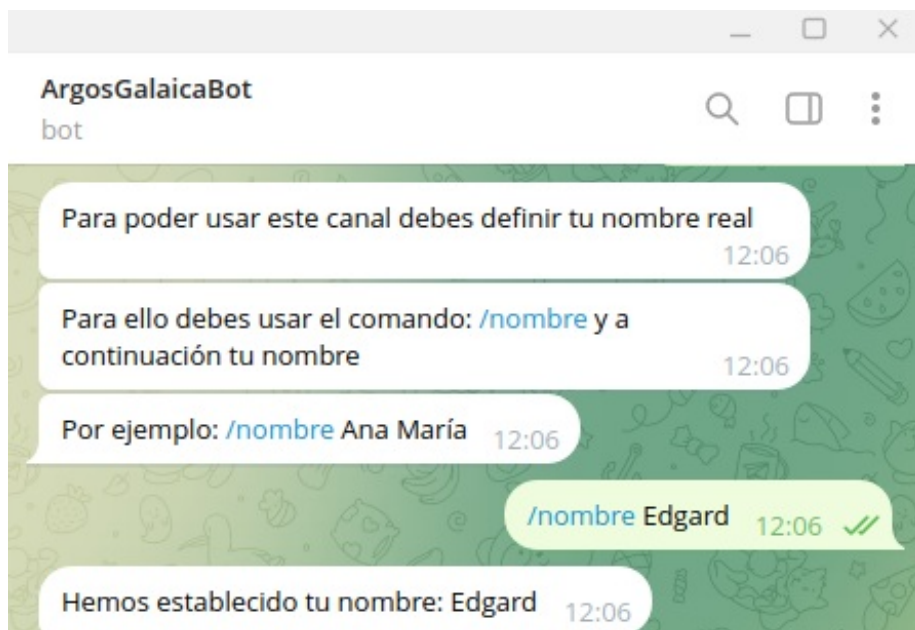 ArgosGalaicaBot
bot
Para poder usar este canal debes definir tu nombre real
12:06
Para ello debes usar el comando: /nombre y a
continuación tu nombre
12:06
Por ejemplo: /nombre Ana María 12:06
/nombre Edgard 12:06
Hemos establecido tu nombre: Edgard 12:06